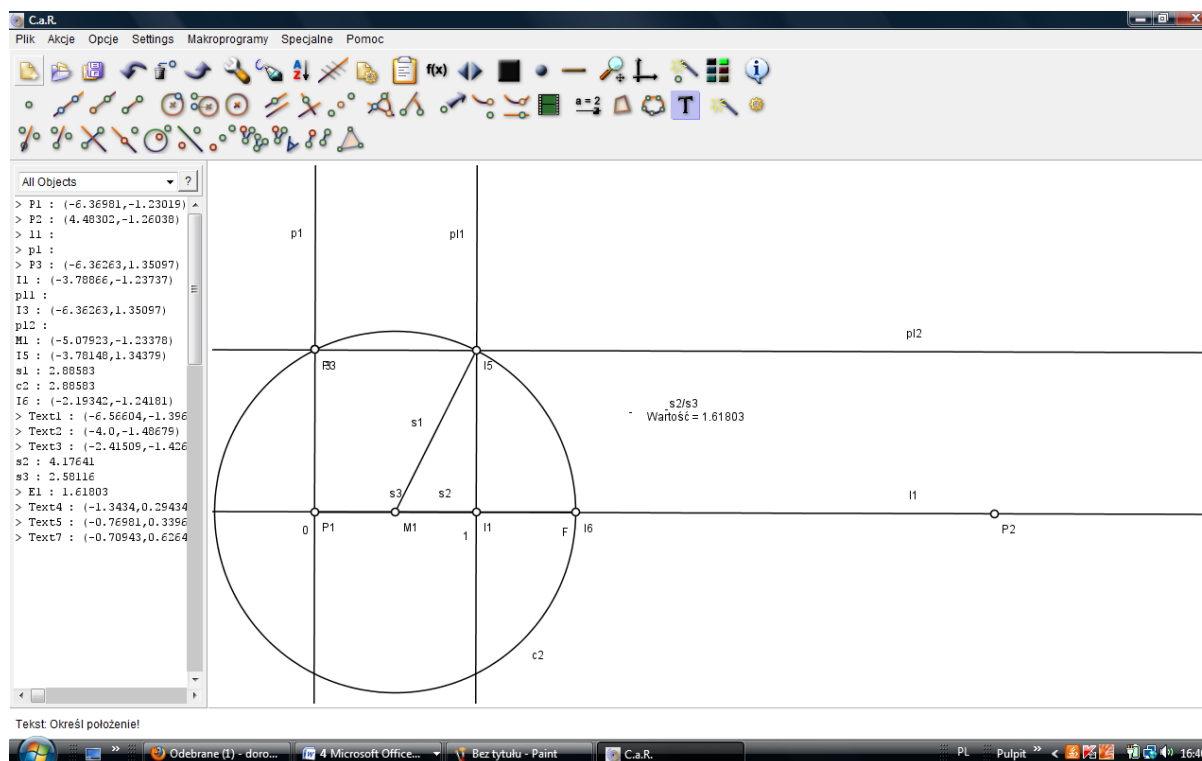 C.a.R.
Plik Akcje Opcje Settings Makroprogramy Specjalne Pomoc
f(x)
a = 2
T
All Objects
?
> P1 : (-6.36981,-1.23019)
> P2 : (4.48302,-1.26038)
> l1 :
> p1 :
> P3 : (-6.36263,1.35097)
I1 : (-3.78866,-1.23737)
pl1 :
I3 : (-6.36263,1.35097)
pl2 :
M1 : (-5.07923,-1.23378)
I5 : (-3.78148,1.34379)
s1 : 2.88583
c2 : 2.88583
I6 : (-2.19342,-1.24181)
> Text1 : (-6.56604,-1.396
> Text2 : (-4.0,-1.48679)
> Text3 : (-2.41509,-1.426
s2 : 4.17641
s3 : 2.58116
> E1 : 1.61803
> Text4 : (-1.3434,0.29434
> Text5 : (-0.76981,0.3396
> Text7 : (-0.70943,0.6264
p1
pl1
pl2
I5
s2/s3
Wartość = 1.61803
s1
s3
s2
l1
0
P1
M1
1
I1
F
I6
P2
c2
Tekst: Określ położenie!
Odebrane (1) - doro...
4 Microsoft Office...
Bez tytułu - Paint
C.a.R.
PL
Pulpit
16:40